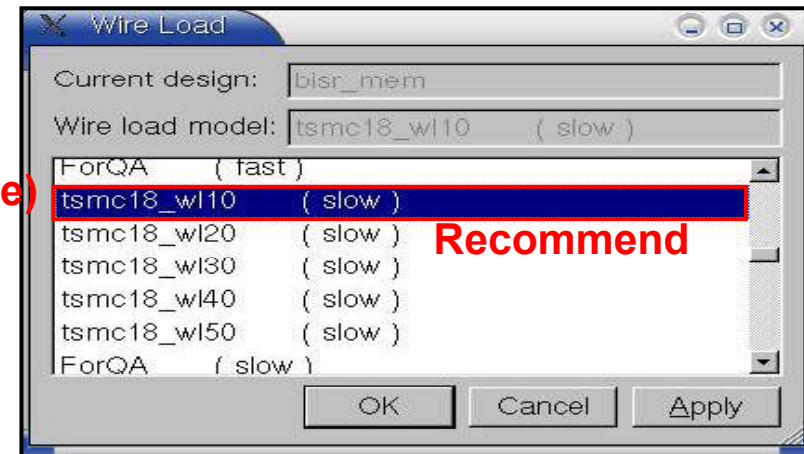 Wire Load
Current design: bisr_mem
Wire load model: tsmc18_wl10 ( slow )
ForQA ( fast )
e) tsmc18_wl10 ( slow )
tsmc18_wl20 ( slow ) Recommend
tsmc18_wl30 ( slow )
tsmc18_wl40 ( slow )
tsmc18_wl50 ( slow )
ForQA ( slow )
OK Cancel Apply